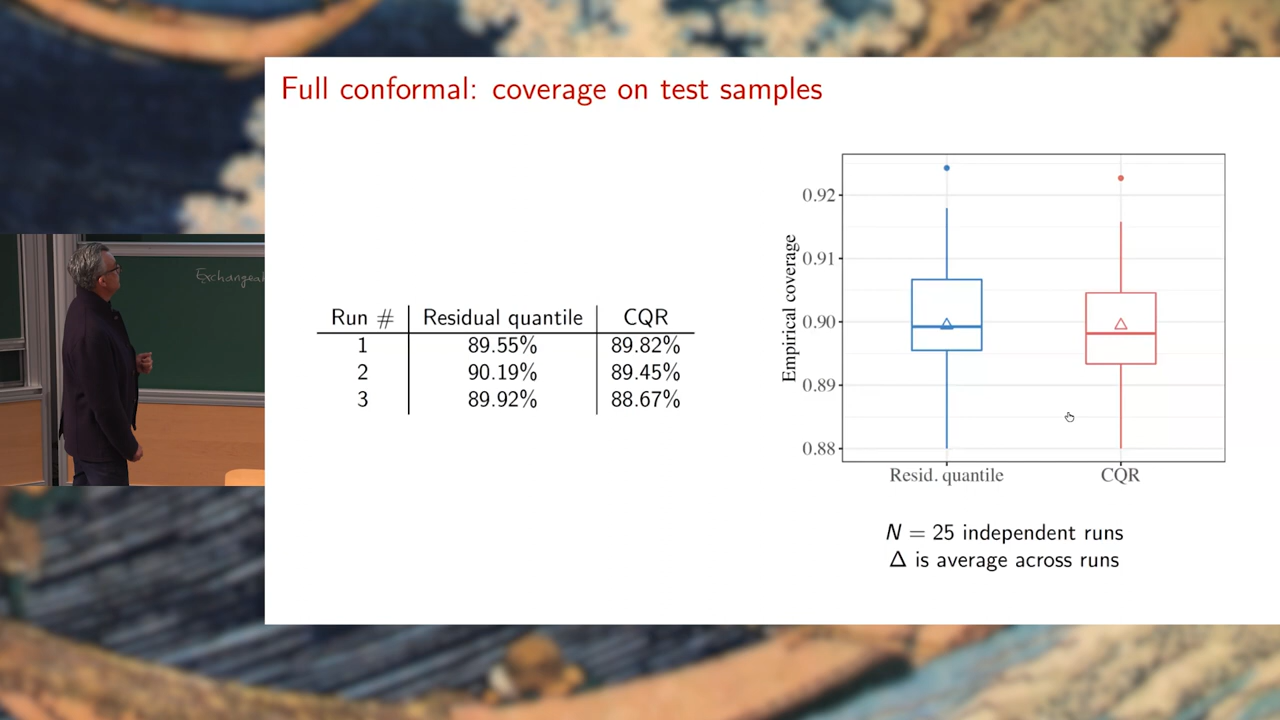 Full conformal: coverage on test samples
Run # Residual quantile CQR
1 89.55% 89.82%
2 90.19% 89.45%
3 89.92% 88.67%
Empirical coverage
0.92
0.91
0.90
0.89
0.88
Resid. quantile CQR
N = 25 independent runs
Δ is average across runs